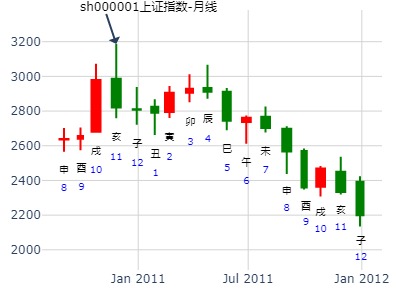 sh000001上证指数-月线
3200
3000
2800
2600
2400
2200
2000
申
8
酉
9
戌
10
亥
11
子
12
丑
1
寅
2
卯
3
辰
4
巳
5
午
6
未
7
申
8
酉
9
戌
10
亥
11
子
12
Jan 2011
Jul 2011
Jan 2012